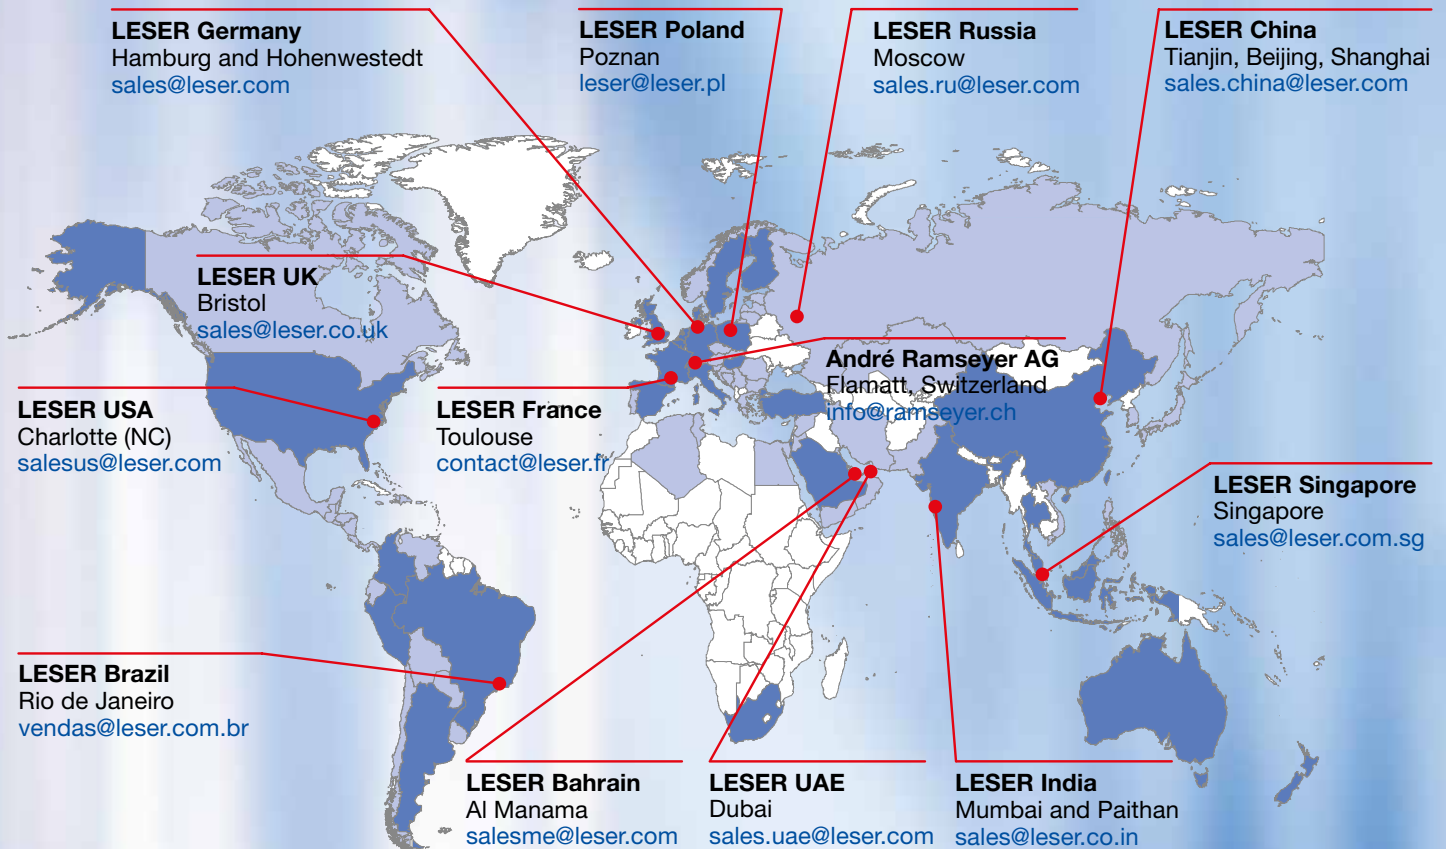 LESER Germany
Hamburg and Hohenwestedt
sales@leser.com
LESER Poland
Poznan
leser@leser.pl
LESER Russia
Moscow
sales.ru@leser.com
LESER China
Tianjin, Beijing, Shanghai
sales.china@leser.com
LESER UK
Bristol
sales@leser.co.uk
André Ramseyer AG
Flamatt, Switzerland
info@ramseyer.ch
LESER USA
Charlotte (NC)
salesus@leser.com
LESER France
Toulouse
contact@leser.fr
LESER Singapore
Singapore
sales@leser.com.sg
LESER Brazil
Rio de Janeiro
vendas@leser.com.br
LESER Bahrain
Al Manama
salesme@leser.com
LESER UAE
Dubai
sales.uae@leser.com
LESER India
Mumbai and Paithan
sales@leser.co.in